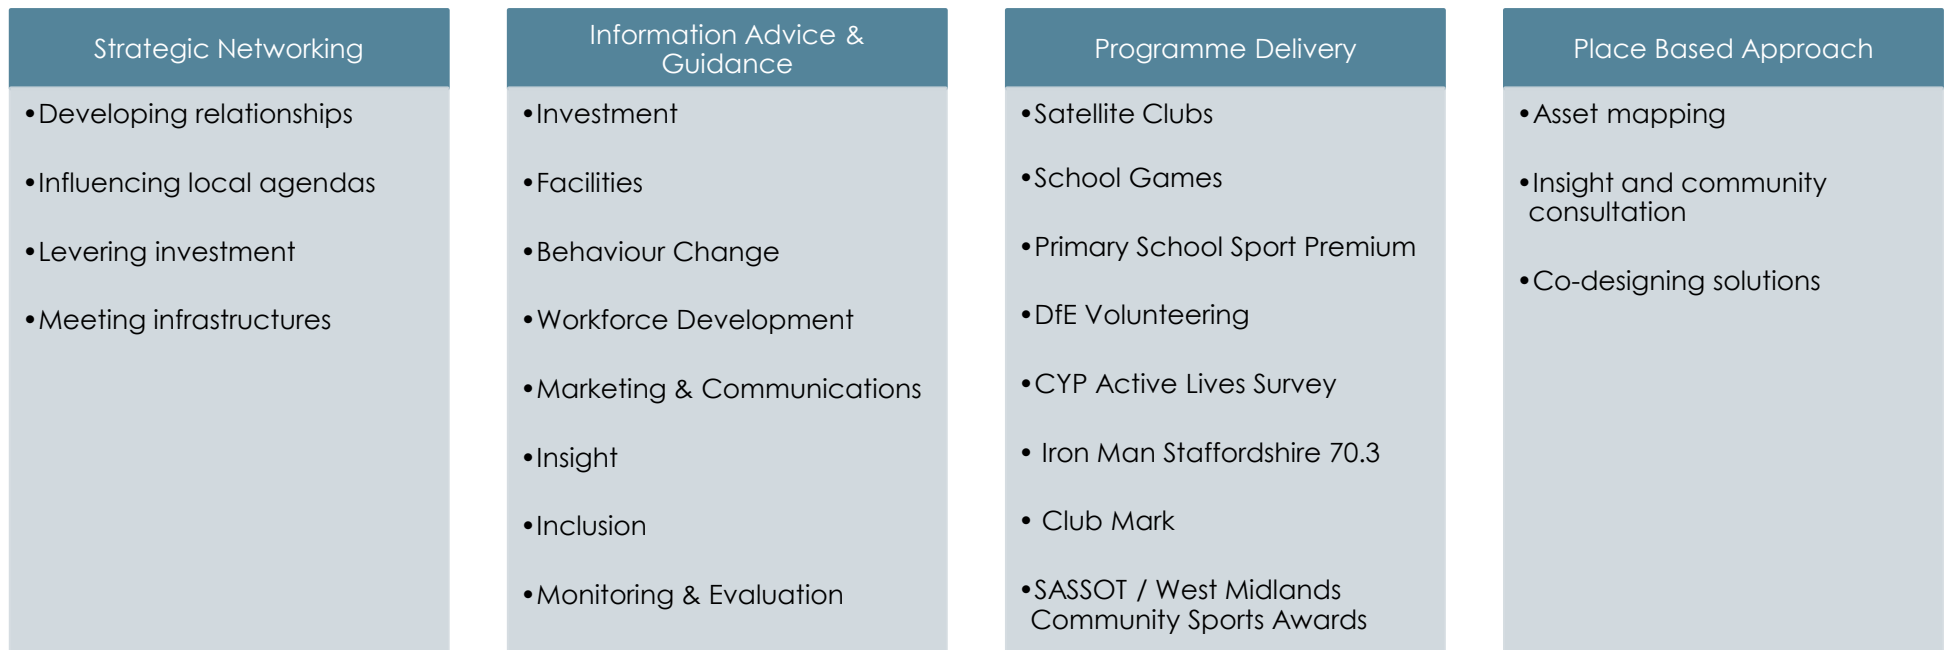 Strategic Networking
•Developing relationships
•Influencing local agendas
•Levering investment
•Meeting infrastructures
Information Advice &
Guidance
•Investment
•Facilities
•Behaviour Change
•Workforce Development
•Marketing & Communications
•Insight
•Inclusion
•Monitoring & Evaluation
Programme Delivery
•Satellite Clubs
•School Games
•Primary School Sport Premium
•DfE Volunteering
•CYP Active Lives Survey
• Iron Man Staffordshire 70.3
• Club Mark
•SASSOT / West Midlands
Community Sports Awards
Place Based Approach
•Asset mapping
•Insight and community
consultation
•Co-designing solutions